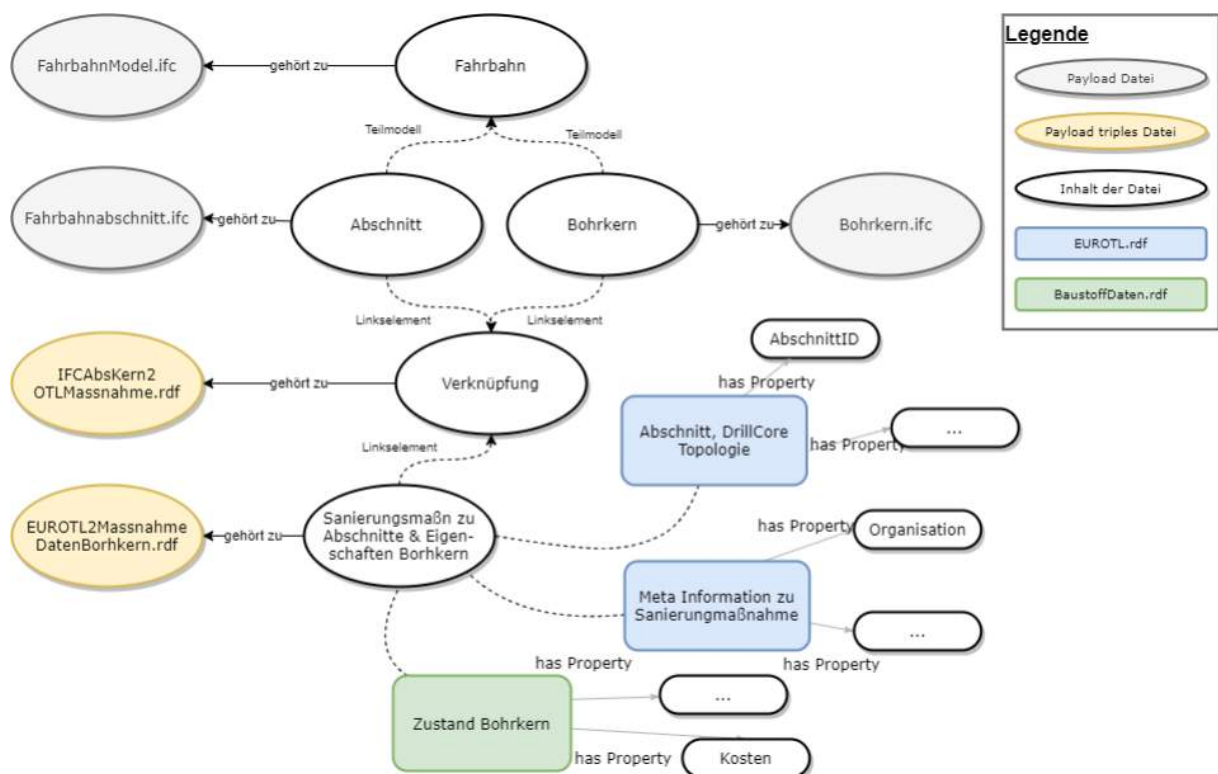 Legende
FahrbahnModel.ifc
gehört zu
Fahrbahn
Payload Datei
Payload triples Datei
Teilmodell
Teilmodell
Fahrbahnabschnitt.ifc
gehört zu
Abschnitt
Bohrkern
gehört zu
Bohrkern.ifc
Inhalt der Datei
EUROTL.rdf
BaustoffDaten.rdf
Linkselement
Linkselement
AbschnittID
IFCAbsKern2
OTLMassnahme.rdf
gehört zu
Verknüpfung
has Property
Abschnitt, DrillCore
Topologie
has Property
...
Linkselement
EUROTL2Massnahme
DatenBorhkern.rdf
gehört zu
Sanierungsmaßn zu
Abschnitte & Eigen-
schaften Borhkern
has Property
Organisation
Meta Information zu
Sanierungmaßnahme
...
has Property
has Property
...
Zustand Bohrkern
has Property
Kosten